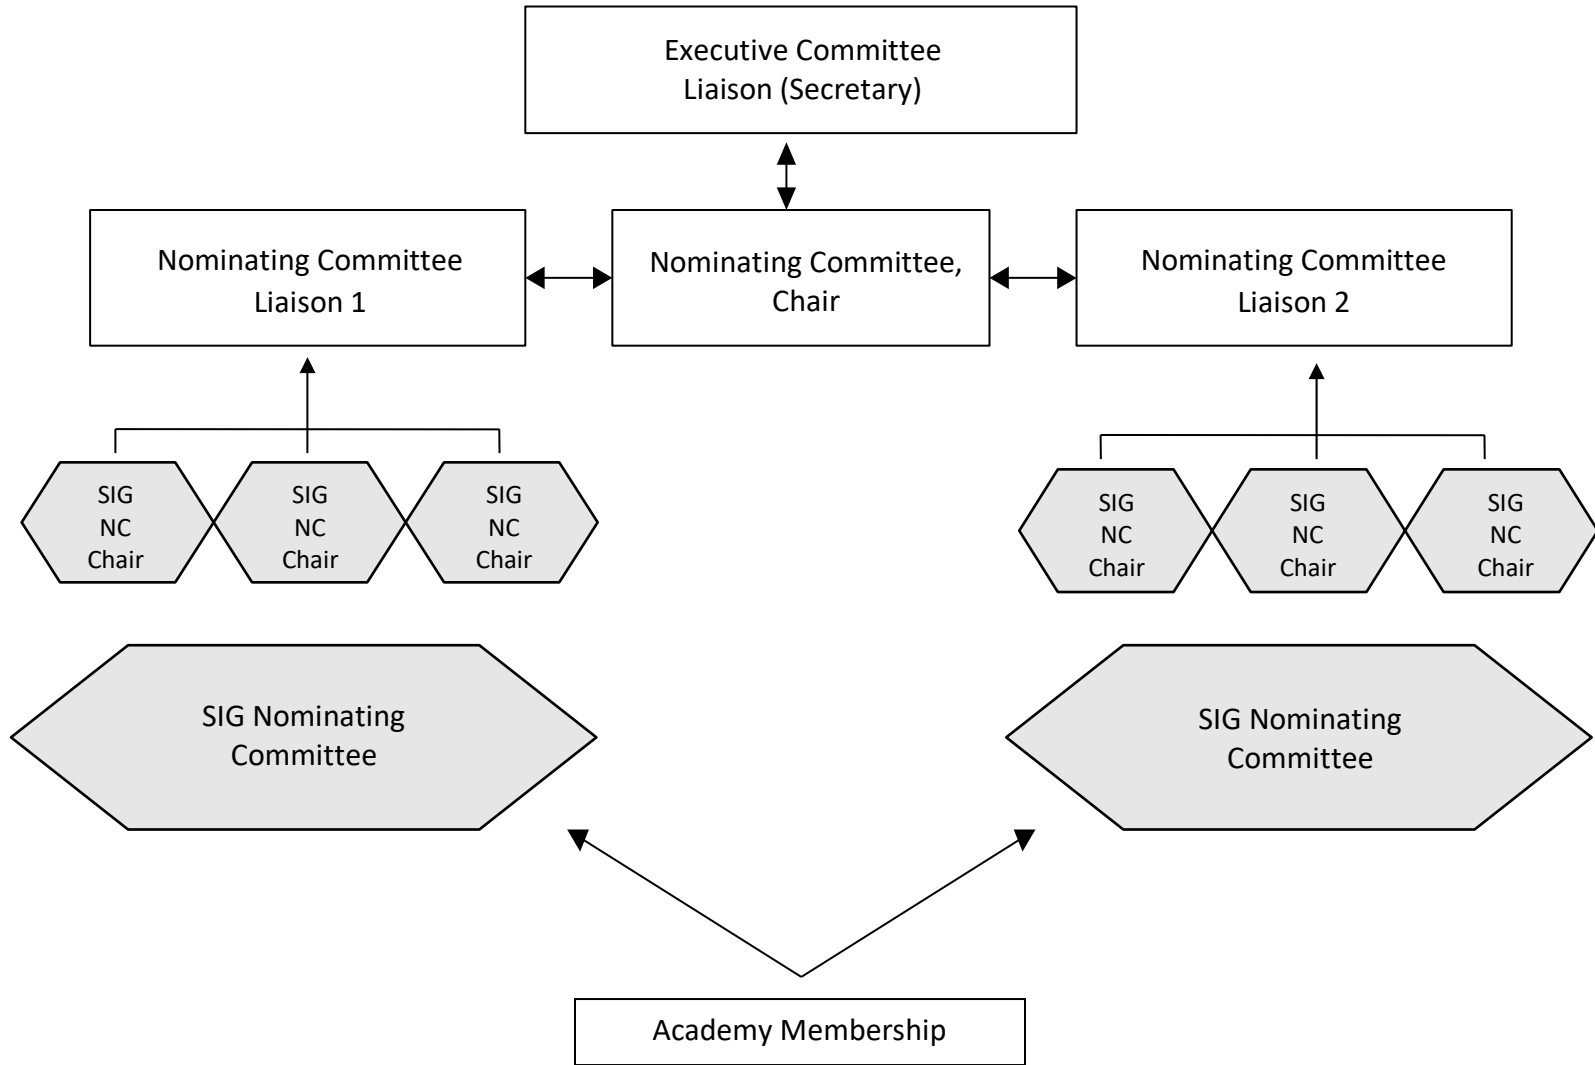 Executive Committee
Liaison (Secretary)
Nominating Committee
Liaison 1
Nominating Committee,
Chair
Nominating Committee
Liaison 2
SIG
NC
Chair
SIG
NC
Chair
SIG
NC
Chair
SIG
NC
Chair
SIG
NC
Chair
SIG
NC
Chair
SIG Nominating
Committee
SIG Nominating
Committee
Academy Membership